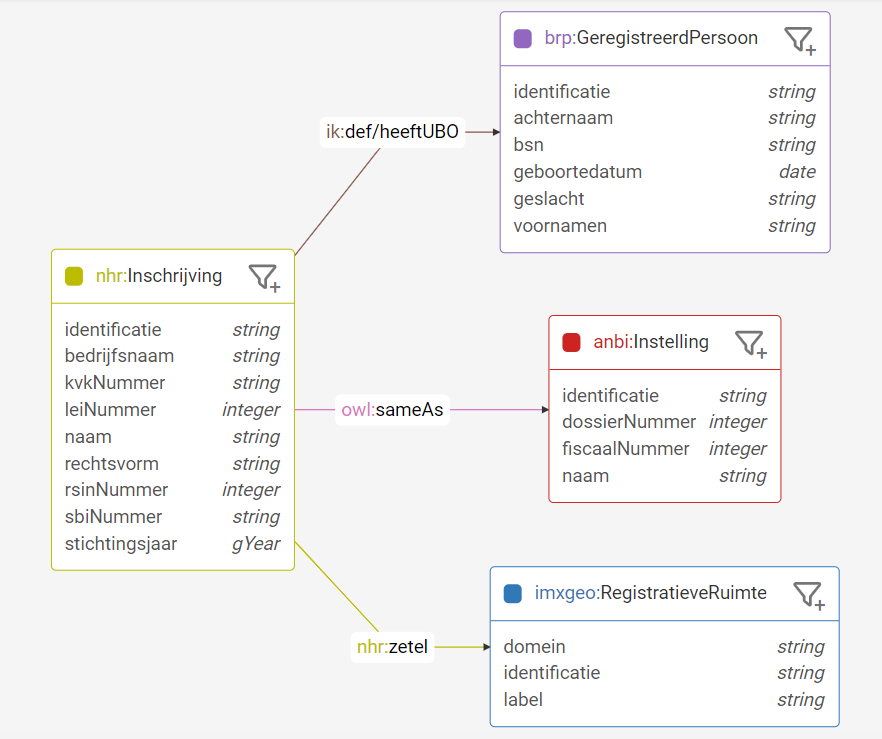 brp:GeregistreerdPersoon
identificatie string
achternaam string
bsn string
geboortedatum date
geslacht string
voornamen string
ik:def/heeftUBO
nhr:Inschrijving
identificatie string
bedrijfsnaam string
kvkNummer string
leiNummer integer
naam string
rechtsvorm string
rsinNummer integer
sbiNummer string
stichtingsjaar gYear
owl:sameAs
anbi:Instelling
identificatie string
dossierNummer integer
fiscaalNummer integer
naam string
nhr:zetel
imxgeo:RegistratieveRuimte
domein string
identificatie string
label string